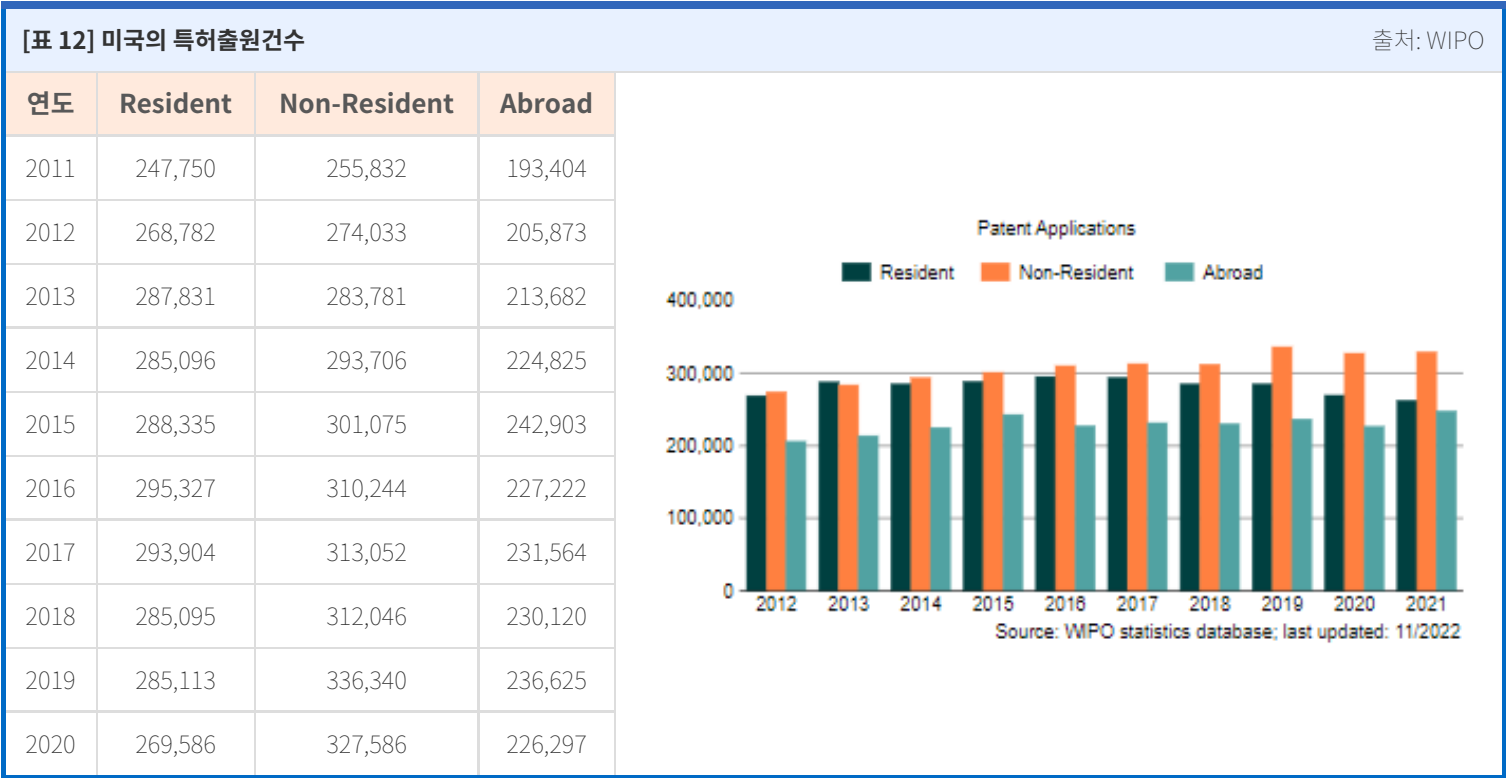 [표 12] 미국의 특허출원건수 출처: WIPO
연도 Resident Non-Resident Abroad
2011 247,750 255,832 193,404
2012 268,782 274,033 205,873
2013 287,831 283,781 213,682
2014 285,096 293,706 224,825
2015 288,335 301,075 242,903
2016 295,327 310,244 227,222
2017 293,904 313,052 231,564
2018 285,095 312,046 230,120
2019 285,113 336,340 236,625
2020 269,586 327,586 226,297
Patent Applications
Resident Non-Resident Abroad
400,000
300,000
200,000
100,000
0
2012 2013 2014 2015 2016 2017 2018 2019 2020 2021
Source: WIPO statistics database; last updated: 11/2022